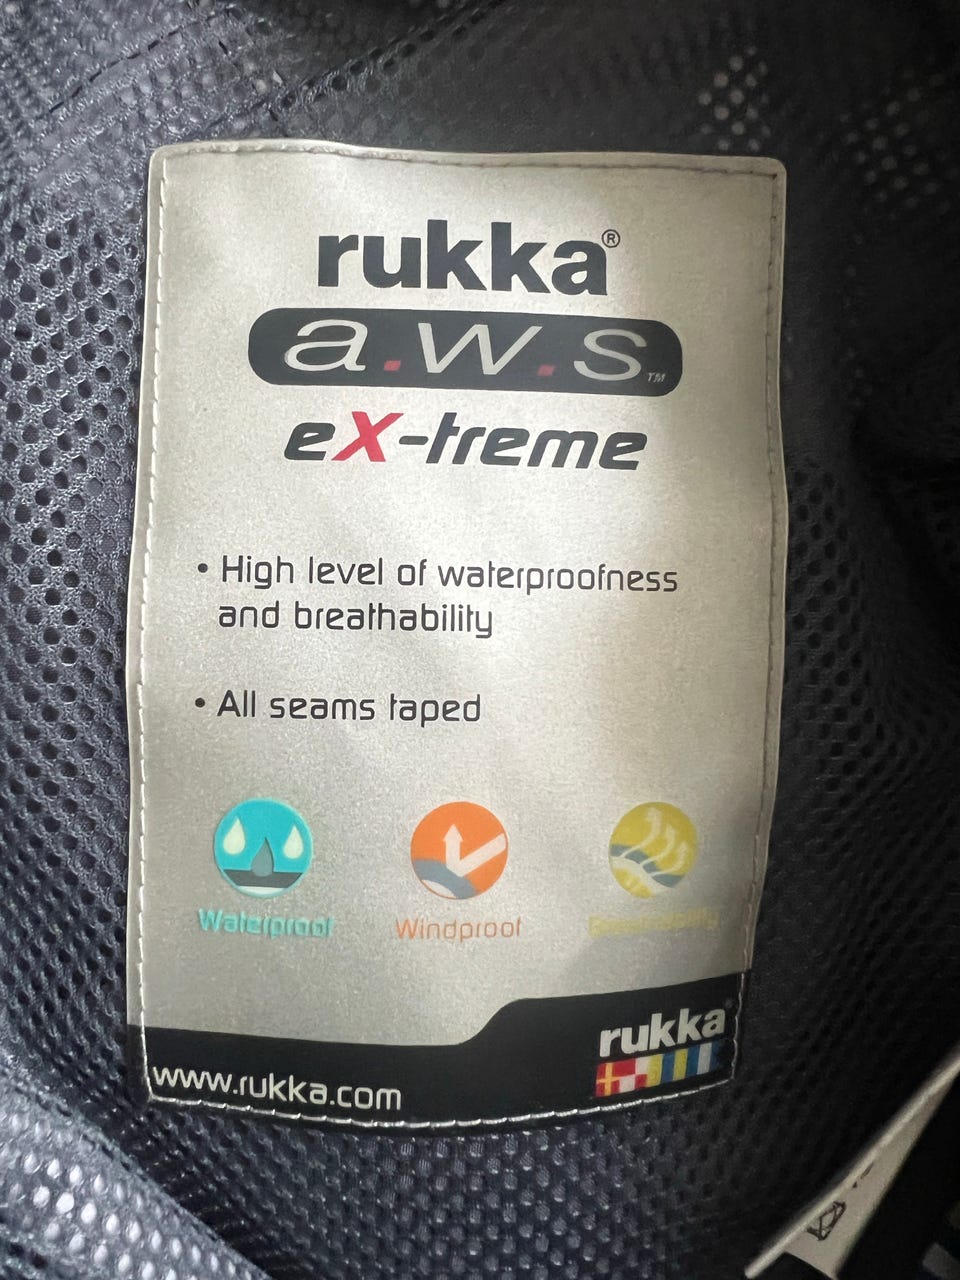 rukka®
a.w.s™
eX-treme
• High level of waterproofness
and breathability
• All seams taped
Waterproof
Windproof
Breathability
rukka
www.rukka.com